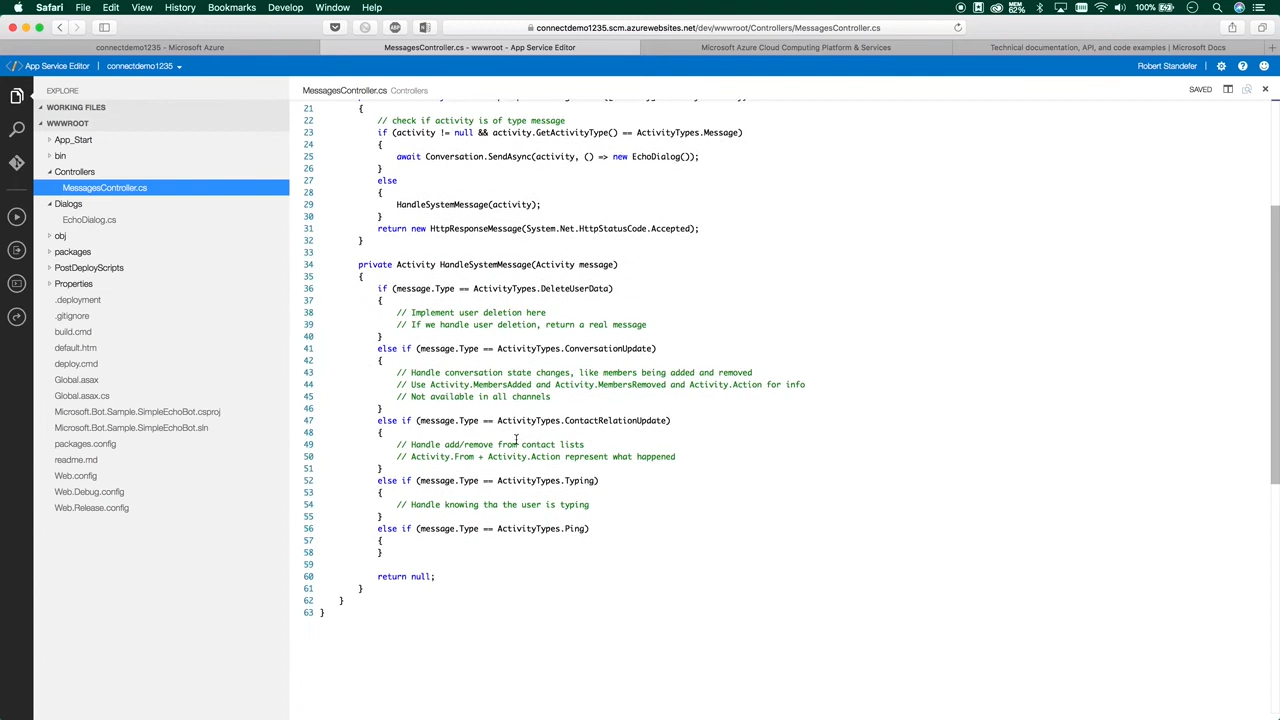 Safari File Edit View History Bookmarks Develop Window Help
MEM 62% 100%
ABP
connectdemo1235.scm.azurewebsites.net/dev/wwwroot/Controllers/MessagesController.cs
connectdemo1235 - Microsoft Azure
MessagesController.cs - wwwroot - App Service Editor
Microsoft Azure Cloud Computing Platform & Services
Technical documentation, API, and code examples | Microsoft Docs
App Service Editor connectdemo1235
Robert Standefer
EXPLORE
WORKING FILES
WWWROOT
App_Start
bin
Controllers
MessagesController.cs
Dialogs
EchoDialog.cs
obj
packages
PostDeployScripts
Properties
.deployment
.gitignore
build.cmd
default.htm
deploy.cmd
Global.asax
Global.asax.cs
Microsoft.Bot.Sample.SimpleEchoBot.csproj
Microsoft.Bot.Sample.SimpleEchoBot.sln
packages.config
readme.md
Web.config
Web.Debug.config
Web.Release.config
MessagesController.cs Controllers
SAVED
21 {
22 // check if activity is of type message
23 if (activity != null && activity.GetActivityType() == ActivityTypes.Message)
24 {
25 await Conversation.SendAsync(activity, () => new EchoDialog());
26 }
27 else
28 {
29 HandleSystemMessage(activity);
30 }
31 return new HttpResponseMessage(System.Net.HttpStatusCode.Accepted);
32 }
33
34 private Activity HandleSystemMessage(Activity message)
35 {
36 if (message.Type == ActivityTypes.DeleteUserData)
37 {
38 // Implement user deletion here
39 // If we handle user deletion, return a real message
40 }
41 else if (message.Type == ActivityTypes.ConversationUpdate)
42 {
43 // Handle conversation state changes, like members being added and removed
44 // Use Activity.MembersAdded and Activity.MembersRemoved and Activity.Action for info
45 // Not available in all channels
46 }
47 else if (message.Type == ActivityTypes.ContactRelationUpdate)
48 {
49 // Handle add/remove from contact lists
50 // Activity.From + Activity.Action represent what happened
51 }
52 else if (message.Type == ActivityTypes.Typing)
53 {
54 // Handle knowing tha the user is typing
55 }
56 else if (message.Type == ActivityTypes.Ping)
57 {
58 }
59
60 return null;
61 }
62 }
63 }